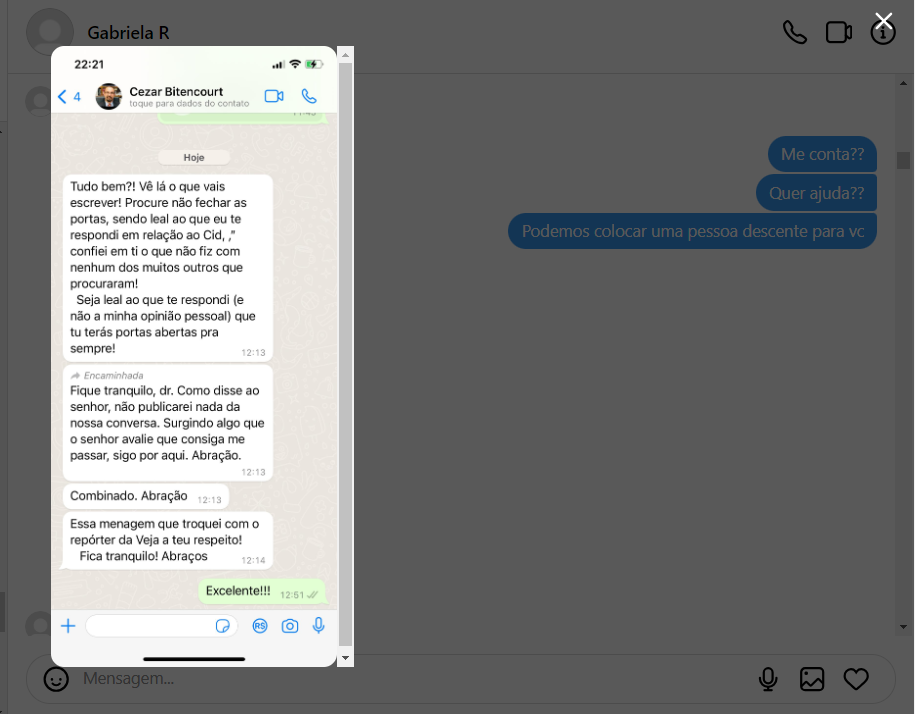 Gabriela R
Me conta??
Quer ajuda??
Podemos colocar uma pessoa descente para vc
22:21
4
Cezar Bitencourt
toque para dados do contato
11:45
Hoje
Tudo bem?! Vê lá o que vais
escrever! Procure não fechar as
portas, sendo leal ao que eu te
respondi em relação ao Cid, ,"
confiei em ti o que não fiz com
nenhum dos muitos outros que
procuraram!
Seja leal ao que te respondi (e
não a minha opinião pessoal) que
tu terás portas abertas pra
sempre!
12:13
Encaminhada
Fique tranquilo, dr. Como disse ao
senhor, não publicarei nada da
nossa conversa. Surgindo algo que
o senhor avalie que consiga me
passar, sigo por aqui. Abração.
12:13
Combinado. Abração 12:13
Essa menagem que troquei com o
repórter da Veja a teu respeito!
Fica tranquilo! Abraços
12:14
Excelente!!! 12:51
RS
Mensagem...